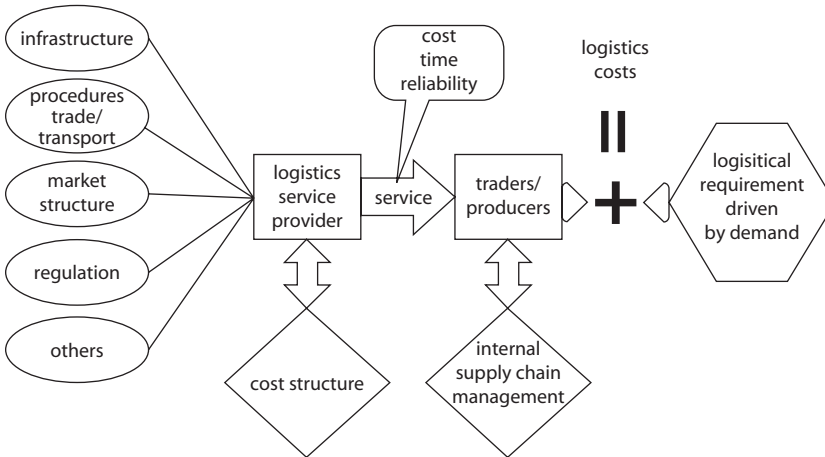 infrastructure
procedures
trade/
transport
market
structure
regulation
others
logistics
service
provider
cost structure
cost
time
reliability
service
traders/
producers
internal
supply chain
management
logistics
costs
=
+
logisitical
requirement
driven
by demand